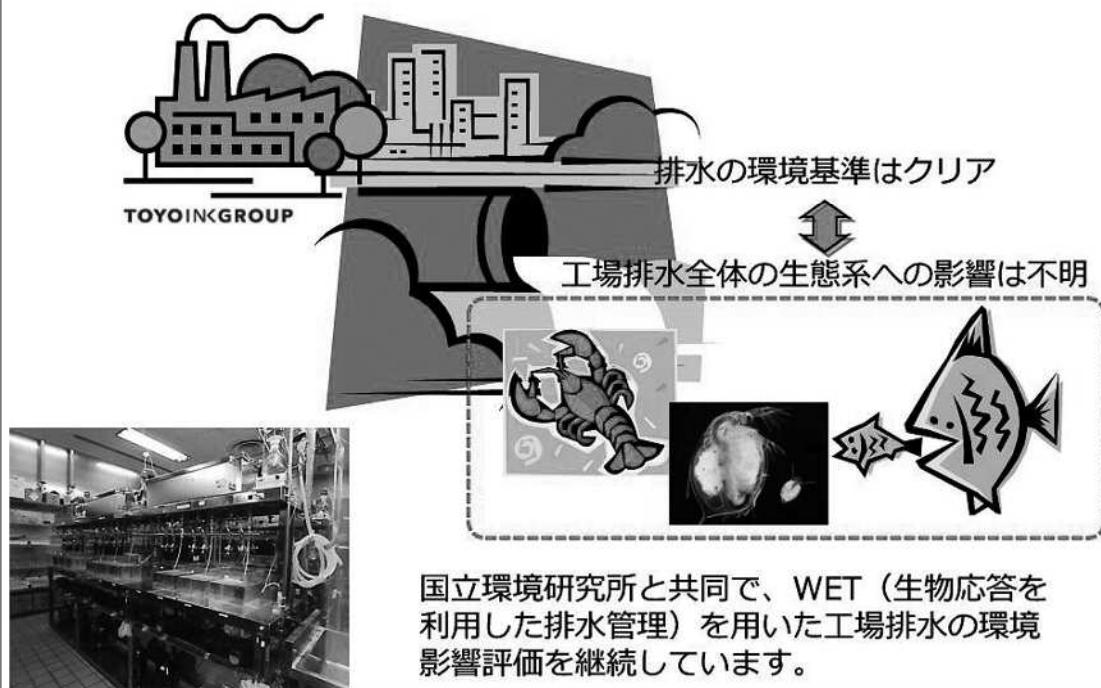 TOYOINKGROUP
排水の環境基準はクリア
工場排水全体の生態系への影響は不明
国立環境研究所と共同で、WET（生物応答を
利用した排水管理）を用いた工場排水の環境
影響評価を継続しています。